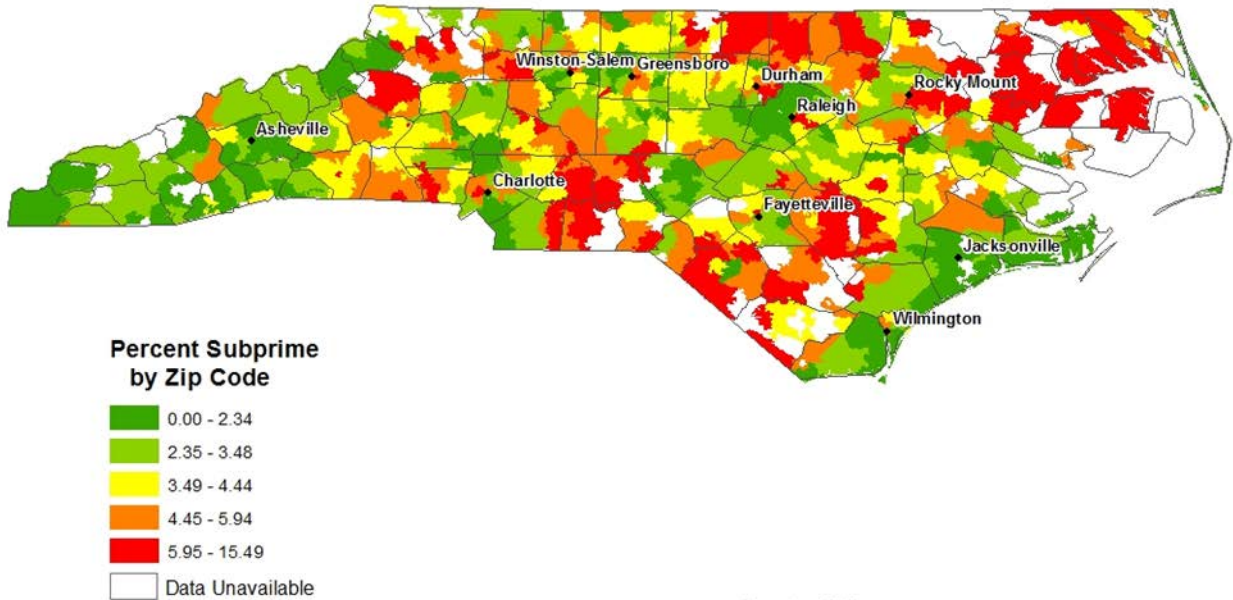 Winston-Salem
Greensboro
Durham
Rocky Mount
Raleigh
Asheville
Charlotte
Fayetteville
Jacksonville
Wilmington
Percent Subprime
by Zip Code
0.00 - 2.34
2.35 - 3.48
3.49 - 4.44
4.45 - 5.94
5.95 - 15.49
Data Unavailable